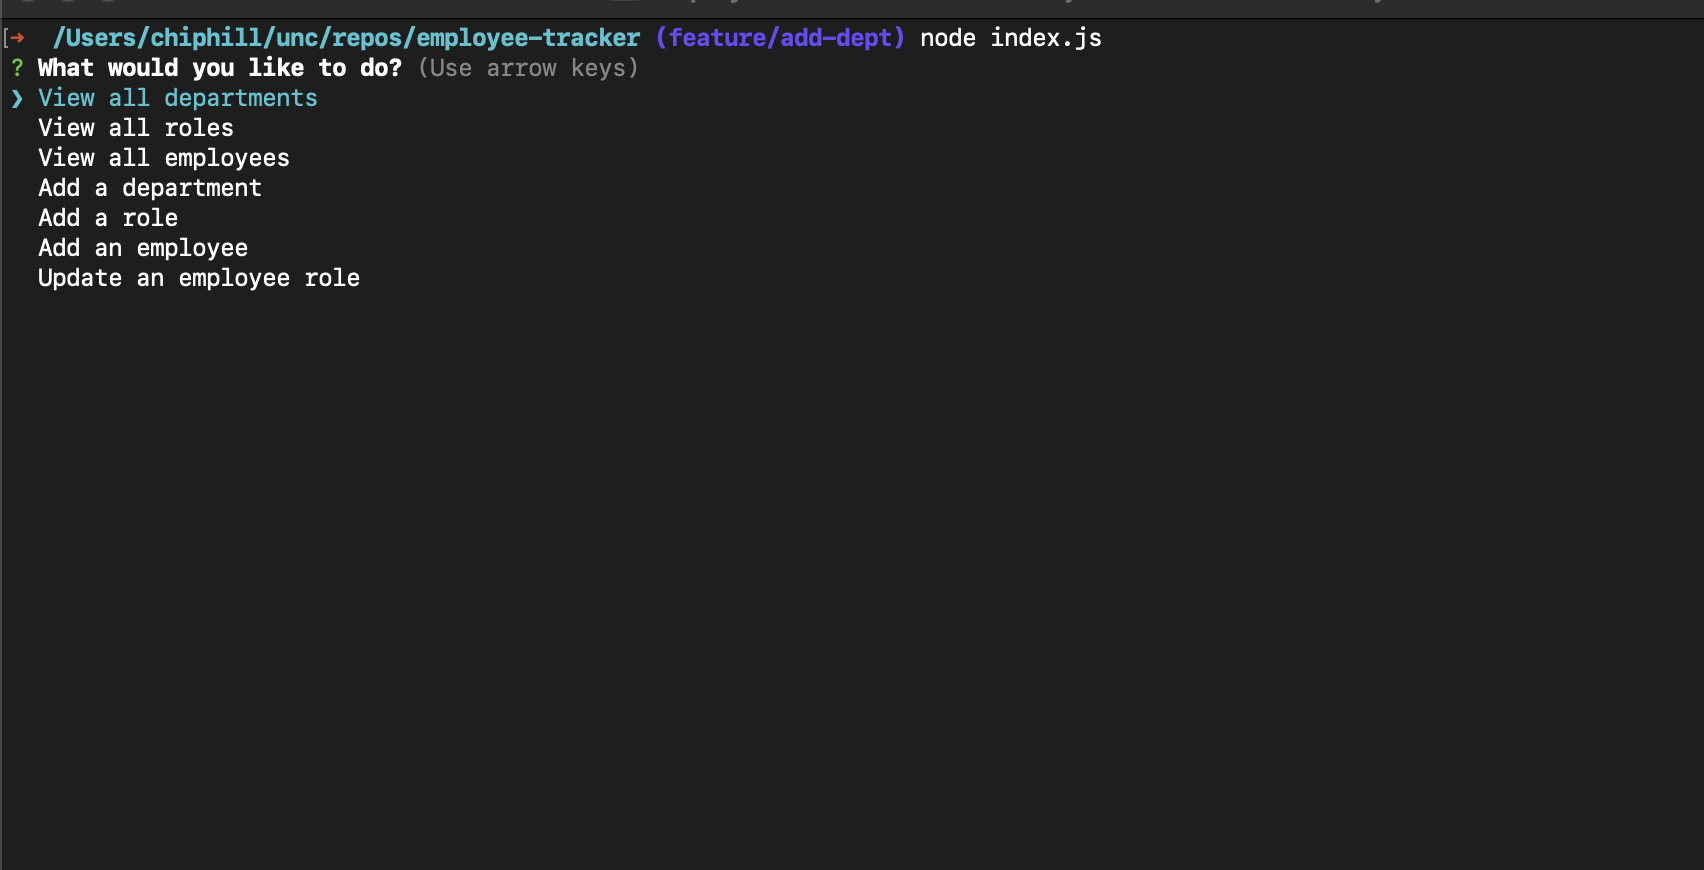 [→ /Users/chiphill/unc/repos/employee-tracker (feature/add-dept) node index.js
? What would you like to do? (Use arrow keys)
❯ View all departments
View all roles
View all employees
Add a department
Add a role
Add an employee
Update an employee role